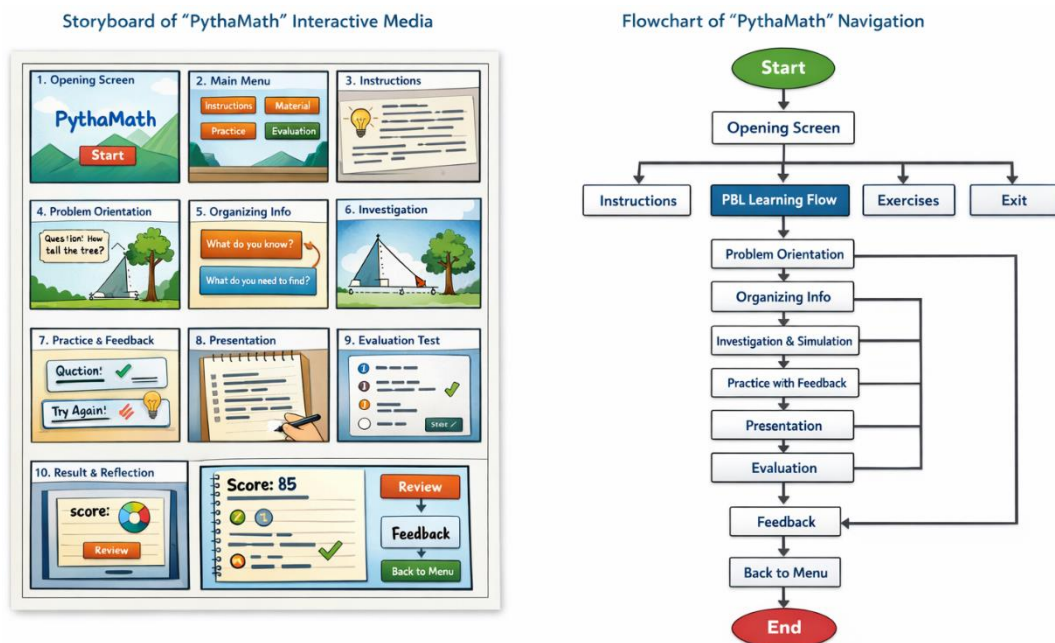 Storyboard of "PythaMath" Interactive Media
1. Opening Screen
PythaMath
Start
2. Main Menu
Instructions
Material
Practice
Evaluation
3. Instructions
4. Problem Orientation
Question! How
tall the tree?
5. Organizing Info
What do you know?
What do you need to find?
6. Investigation
7. Practice & Feedback
Quction!
Try Again!
8. Presentation
9. Evaluation Test
1
3
10. Result & Reflection
score:
Review
Score: 85
Review
Feedback
Back to Menu
Flowchart of "PythaMath" Navigation
Start
Opening Screen
Instructions
PBL Learning Flow
Exercises
Exit
Problem Orientation
Organizing Info
Investigation & Simulation
Practice with Feedback
Presentation
Evaluation
Feedback
Back to Menu
End